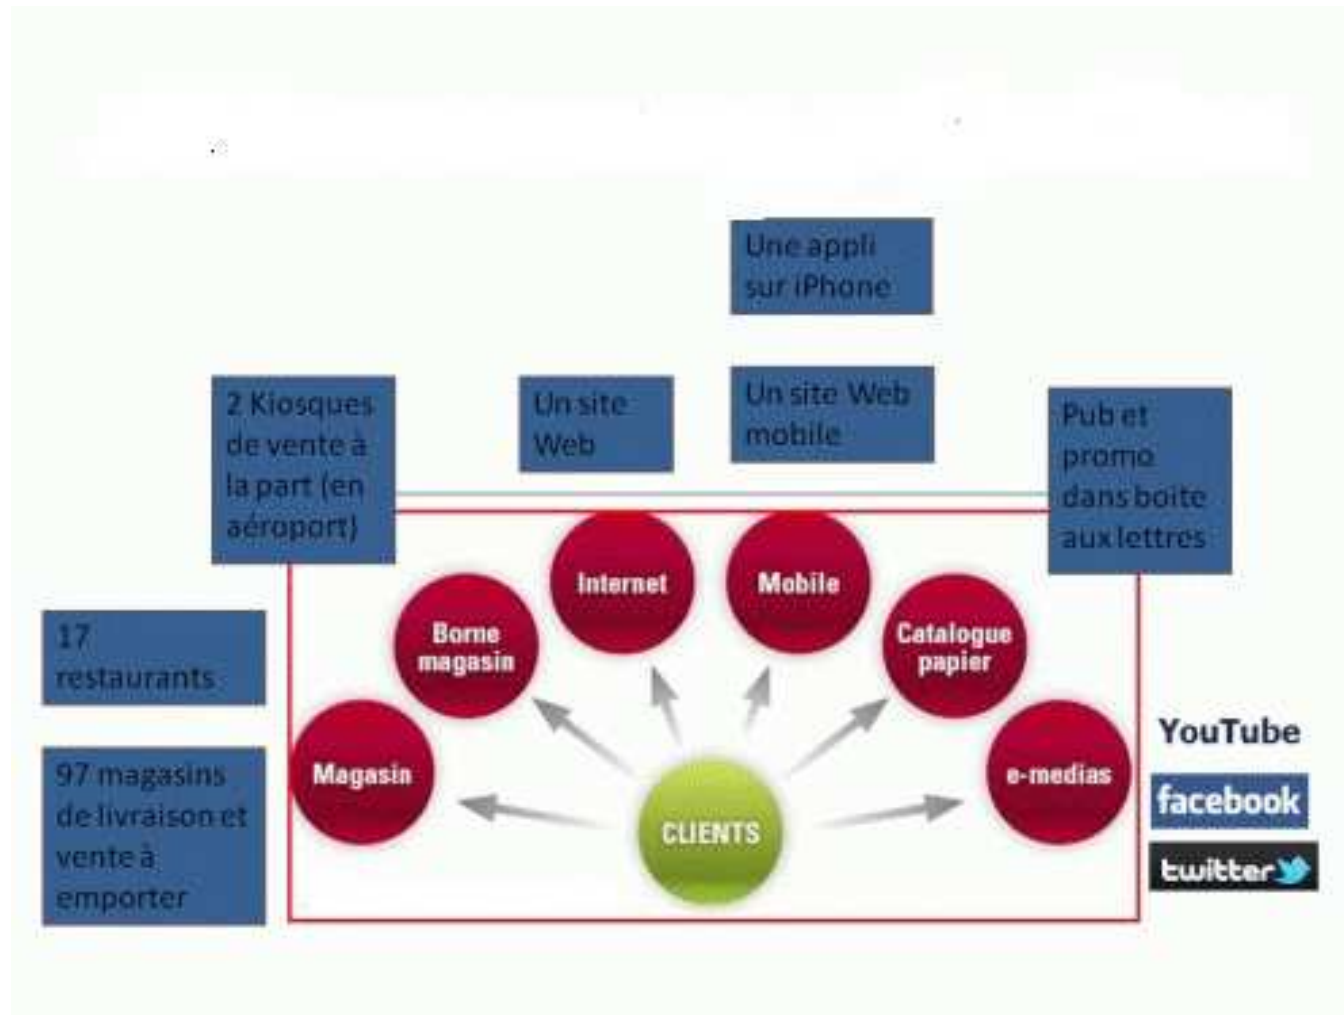 Une appli
sur iPhone
2 Kiosques
de vente à
la part (en
aéroport)
Un site
Web
Un site Web
mobile
Pub et
promo
dans boite
aux lettres
Internet
Mobile
Borne
magasin
Catalogue
papier
17
restaurants
Magasin
e-medias
YouTube
97 magasins
de livraison et
vente à
emporter
CLIENTS
facebook
twitter